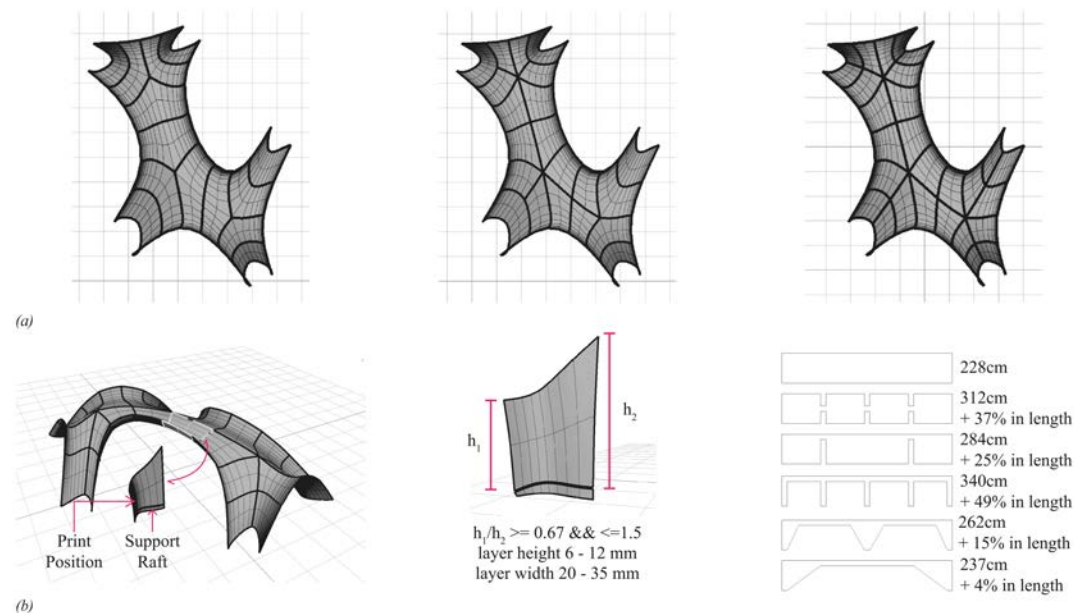 (a)
Print
Position
Support
Raft
h1
h2
h1/h2 >= 0.67 && <=1.5
layer height 6 - 12 mm
layer width 20 - 35 mm
228cm
312cm
+ 37% in length
284cm
+ 25% in length
340cm
+ 49% in length
262cm
+ 15% in length
237cm
+ 4% in length
(b)